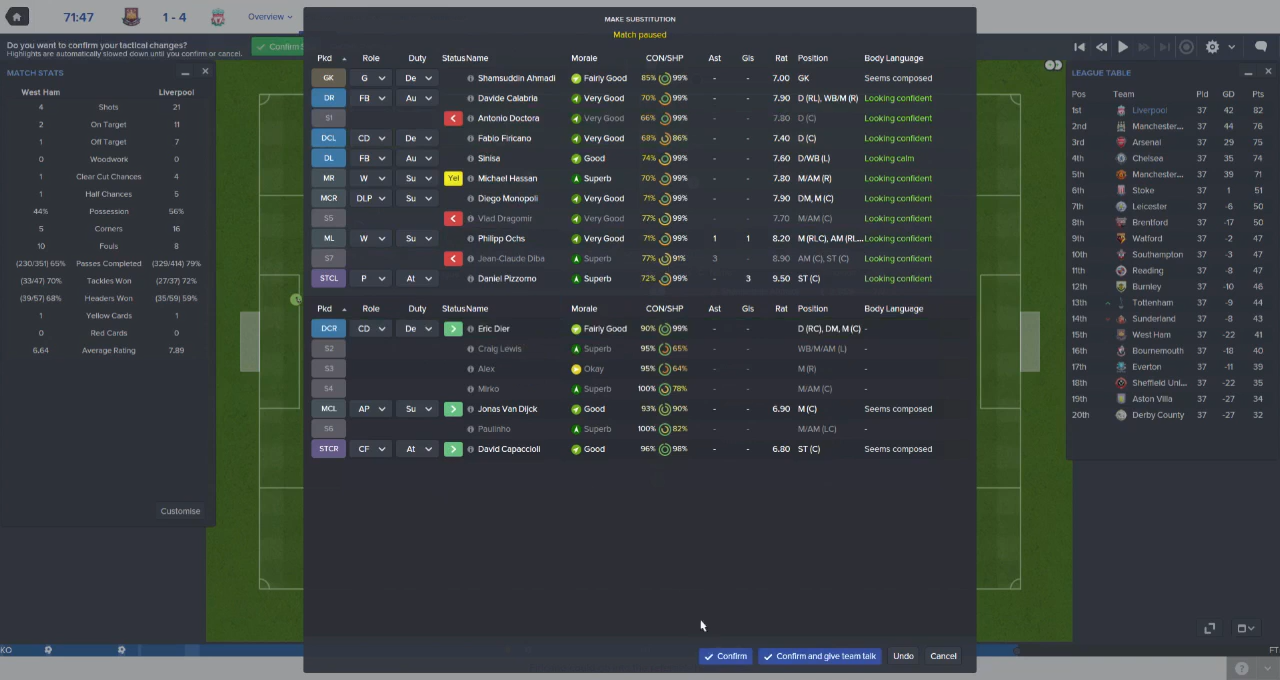 71:47
1 - 4
Overview
Do you want to confirm your tactical changes?
Highlights are automatically slowed down until you confirm or cancel.
Confirm
MATCH STATS
West Ham Liverpool
4 Shots 21
2 On Target 11
1 Off Target 7
0 Woodwork 0
1 Clear Cut Chances 4
1 Half Chances 5
44% Possession 56%
5 Corners 16
10 Fouls 8
(230/351) 65% Passes Completed (329/414) 79%
(33/47) 70% Tackles Won (27/37) 72%
(39/57) 68% Headers Won (35/59) 59%
1 Yellow Cards 1
0 Red Cards 0
6.64 Average Rating 7.89
Customise
MAKE SUBSTITUTION
Match paused
Pkd Role Duty Status Name Morale CON/SHP Ast Gls Rat Position Body Language
GK G De Shamsuddin Ahmadi Fairly Good 85% 99% - - 7.00 GK Seems composed
DR FB Au Davide Calabria Very Good 70% 99% - - 7.90 D (RL), WB/M (R) Looking confident
S1 Antonio Doctora Very Good 66% 99% - - 7.80 D (C) Looking confident
DCL CD De Fabio Firicano Very Good 68% 86% - - 7.40 D (C) Looking confident
DL FB Au Sinisa Good 74% 99% - - 7.60 D/WB (L) Looking calm
MR W Su Yel Michael Hassan Superb 70% 99% - - 7.80 M/AM (R) Looking confident
MCR DLP Su Diego Monopoli Very Good 71% 99% - - 7.90 DM, M (C) Looking confident
S5 Vlad Dragomir Very Good 77% 99% - - 7.70 M/AM (C) Looking confident
ML W Su Philipp Ochs Very Good 71% 99% 1 1 8.20 M (RLC), AM (RL... Looking confident
S7 Jean-Claude Diba Superb 77% 91% 3 - 8.90 AM (C), ST (C) Looking confident
STCL P At Daniel Pizzorno Superb 72% 99% - 3 9.50 ST (C) Looking confident
Pkd Role Duty Status Name Morale CON/SHP Ast Gls Rat Position Body Language
DCR CD De Eric Dier Fairly Good 90% 99% - - D (RC), DM, M (C) -
S2 Craig Lewis Superb 95% 65% - - WB/M/AM (L) -
S3 Alex Okay 95% 64% - - M (R) -
S4 Mirko Superb 100% 78% - - M/AM (C) -
MCL AP Su Jonas Van Dijck Good 93% 90% - - 6.90 M (C) Seems composed
S6 Paulinho Superb 100% 82% - - M/AM (LC) -
STCR CF At David Capaccioli Good 96% 98% - - 6.80 ST (C) Seems composed
Confirm Confirm and give team talk Undo Cancel
LEAGUE TABLE
Pos Team Pld GD Pts
1st Liverpool 37 42 82
2nd Manchester... 37 44 76
3rd Arsenal 37 29 75
4th Chelsea 37 35 74
5th Manchester... 37 39 71
6th Stoke 37 1 51
7th Leicester 37 -6 50
8th Brentford 37 -17 50
9th Watford 37 -2 47
10th Southampton 37 -3 47
11th Reading 37 -8 47
12th Burnley 37 -10 46
13th Tottenham 37 -9 44
14th Sunderland 37 -8 43
15th West Ham 37 -22 41
16th Bournemouth 37 -18 40
17th Everton 37 -11 39
18th Sheffield Uni... 37 -22 35
19th Aston Villa 37 -27 34
20th Derby County 37 -27 32
KO
FT